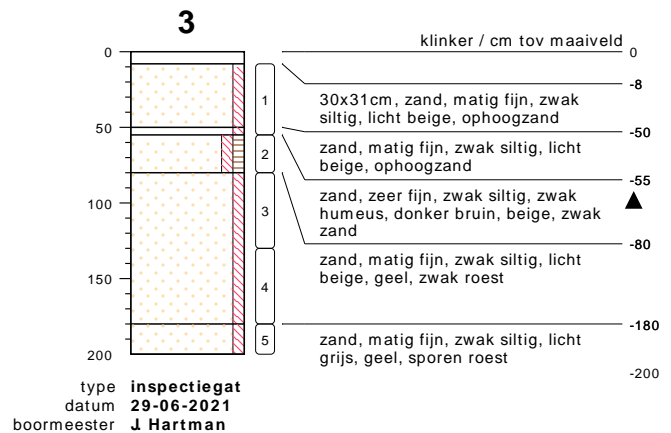 3
klinker / cm tov maaiveld
0
0
-8
30x31cm, zand, matig fijn, zwak
siltig, licht beige, ophoogzand
1
50
-50
zand, matig fijn, zwak siltig, licht
beige, ophoogzand
2
-55
zand, zeer fijn, zwak siltig, zwak
humeus, donker bruin, beige, zwak
zand
100
3
-80
zand, matig fijn, zwak siltig, licht
beige, geel, zwak roest
150
4
-180
zand, matig fijn, zwak siltig, licht
grijs, geel, sporen roest
5
200
-200
type inspectiegat
datum 29-06-2021
boormeester J. Hartman